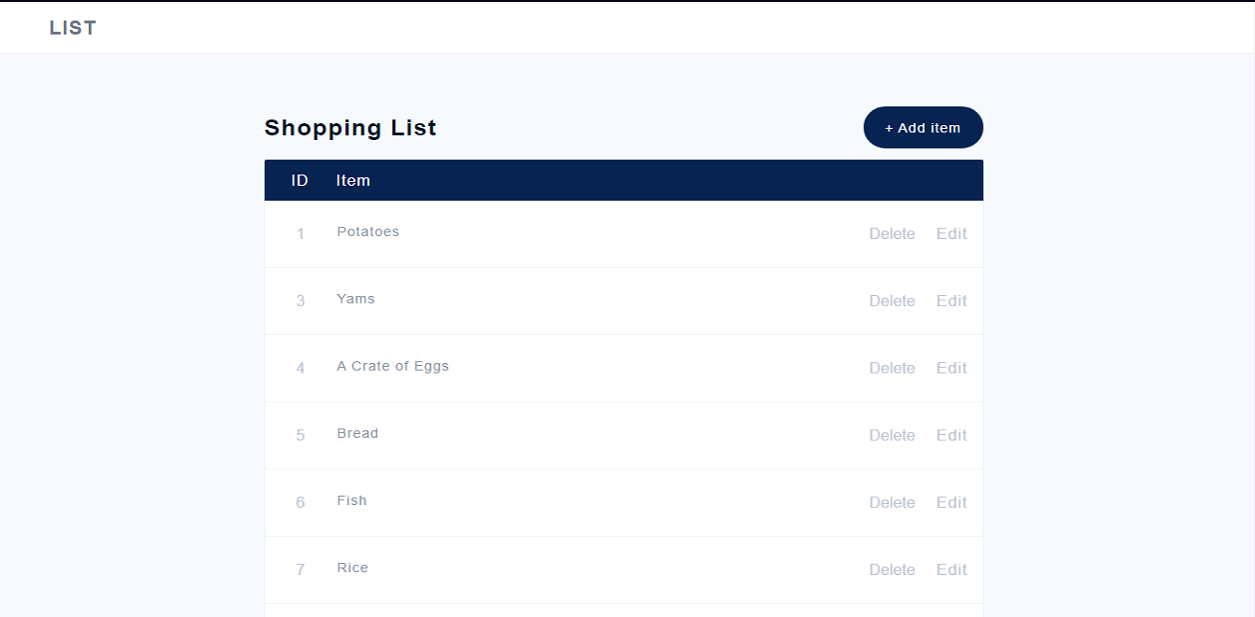 LIST
Shopping List + Add item
ID Item
1 Potatoes Delete Edit
3 Yams Delete Edit
4 A Crate of Eggs Delete Edit
5 Bread Delete Edit
6 Fish Delete Edit
7 Rice Delete Edit